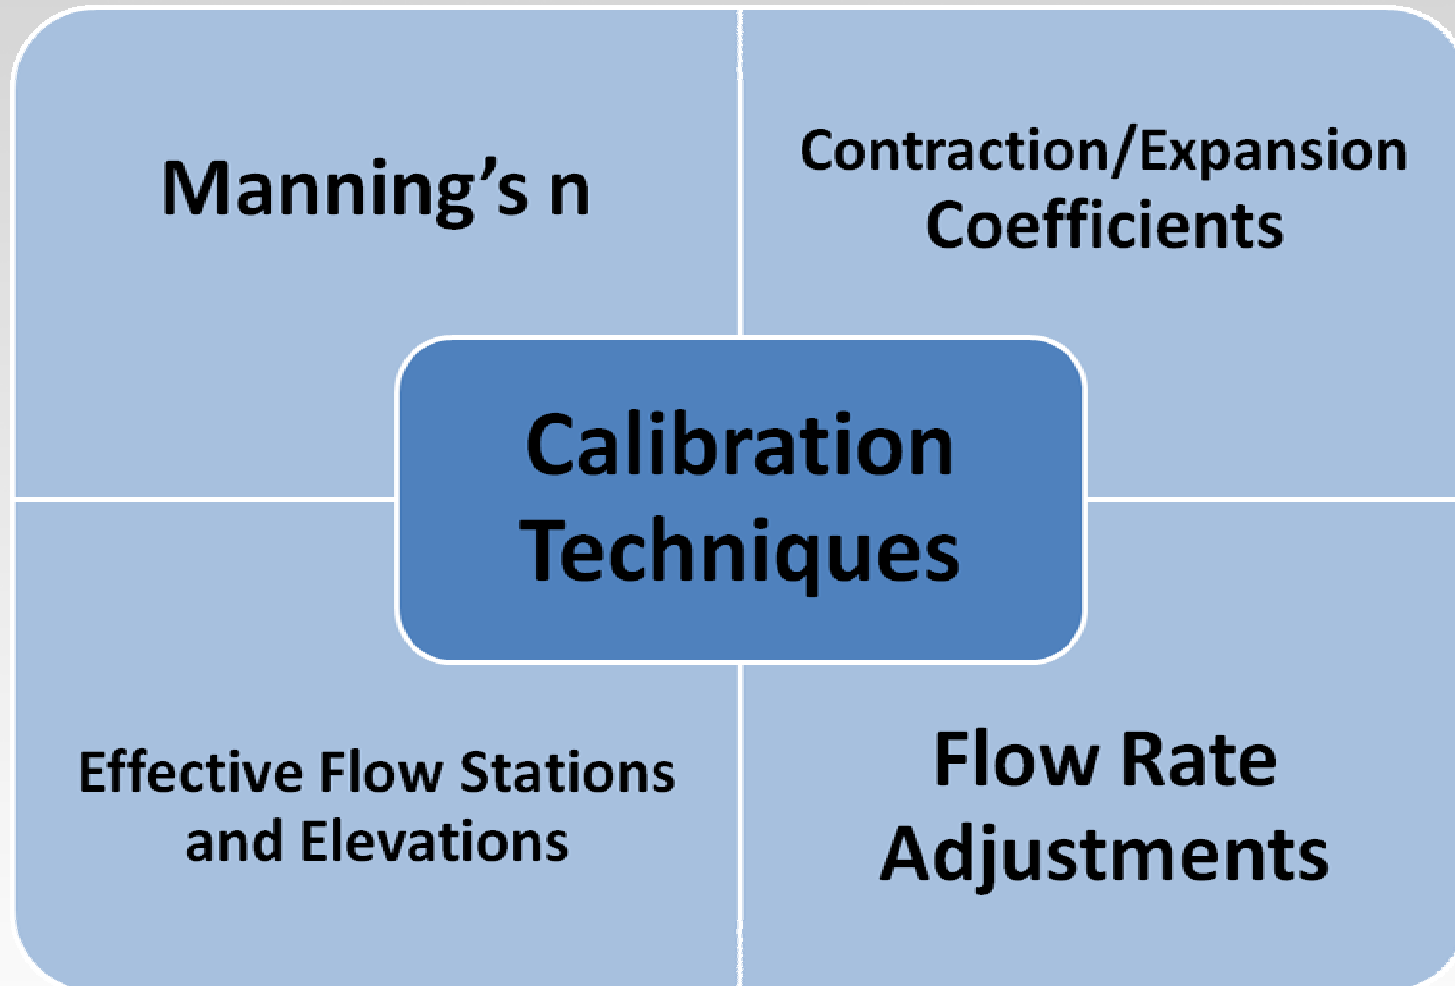 Manning’s n
Contraction/Expansion
Coefficients
Calibration
Techniques
Effective Flow Stations
and Elevations
Flow Rate
Adjustments